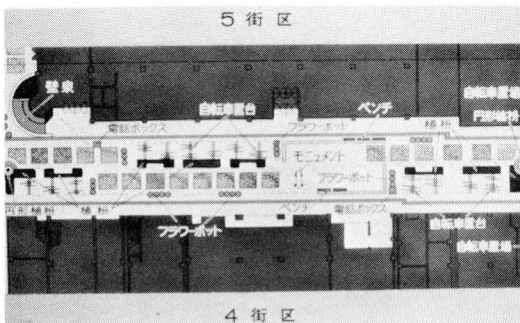 5街区
壁泉
自転車置台
ベンチ
自転車置場
円形植枡
電話ボックス
フラワーポット
植枡
モニュメント
フラワーポット
円形植枡
植枡
フラワーポット
ベンチ
電話ボックス
自転車置台
自転車置場
4街区